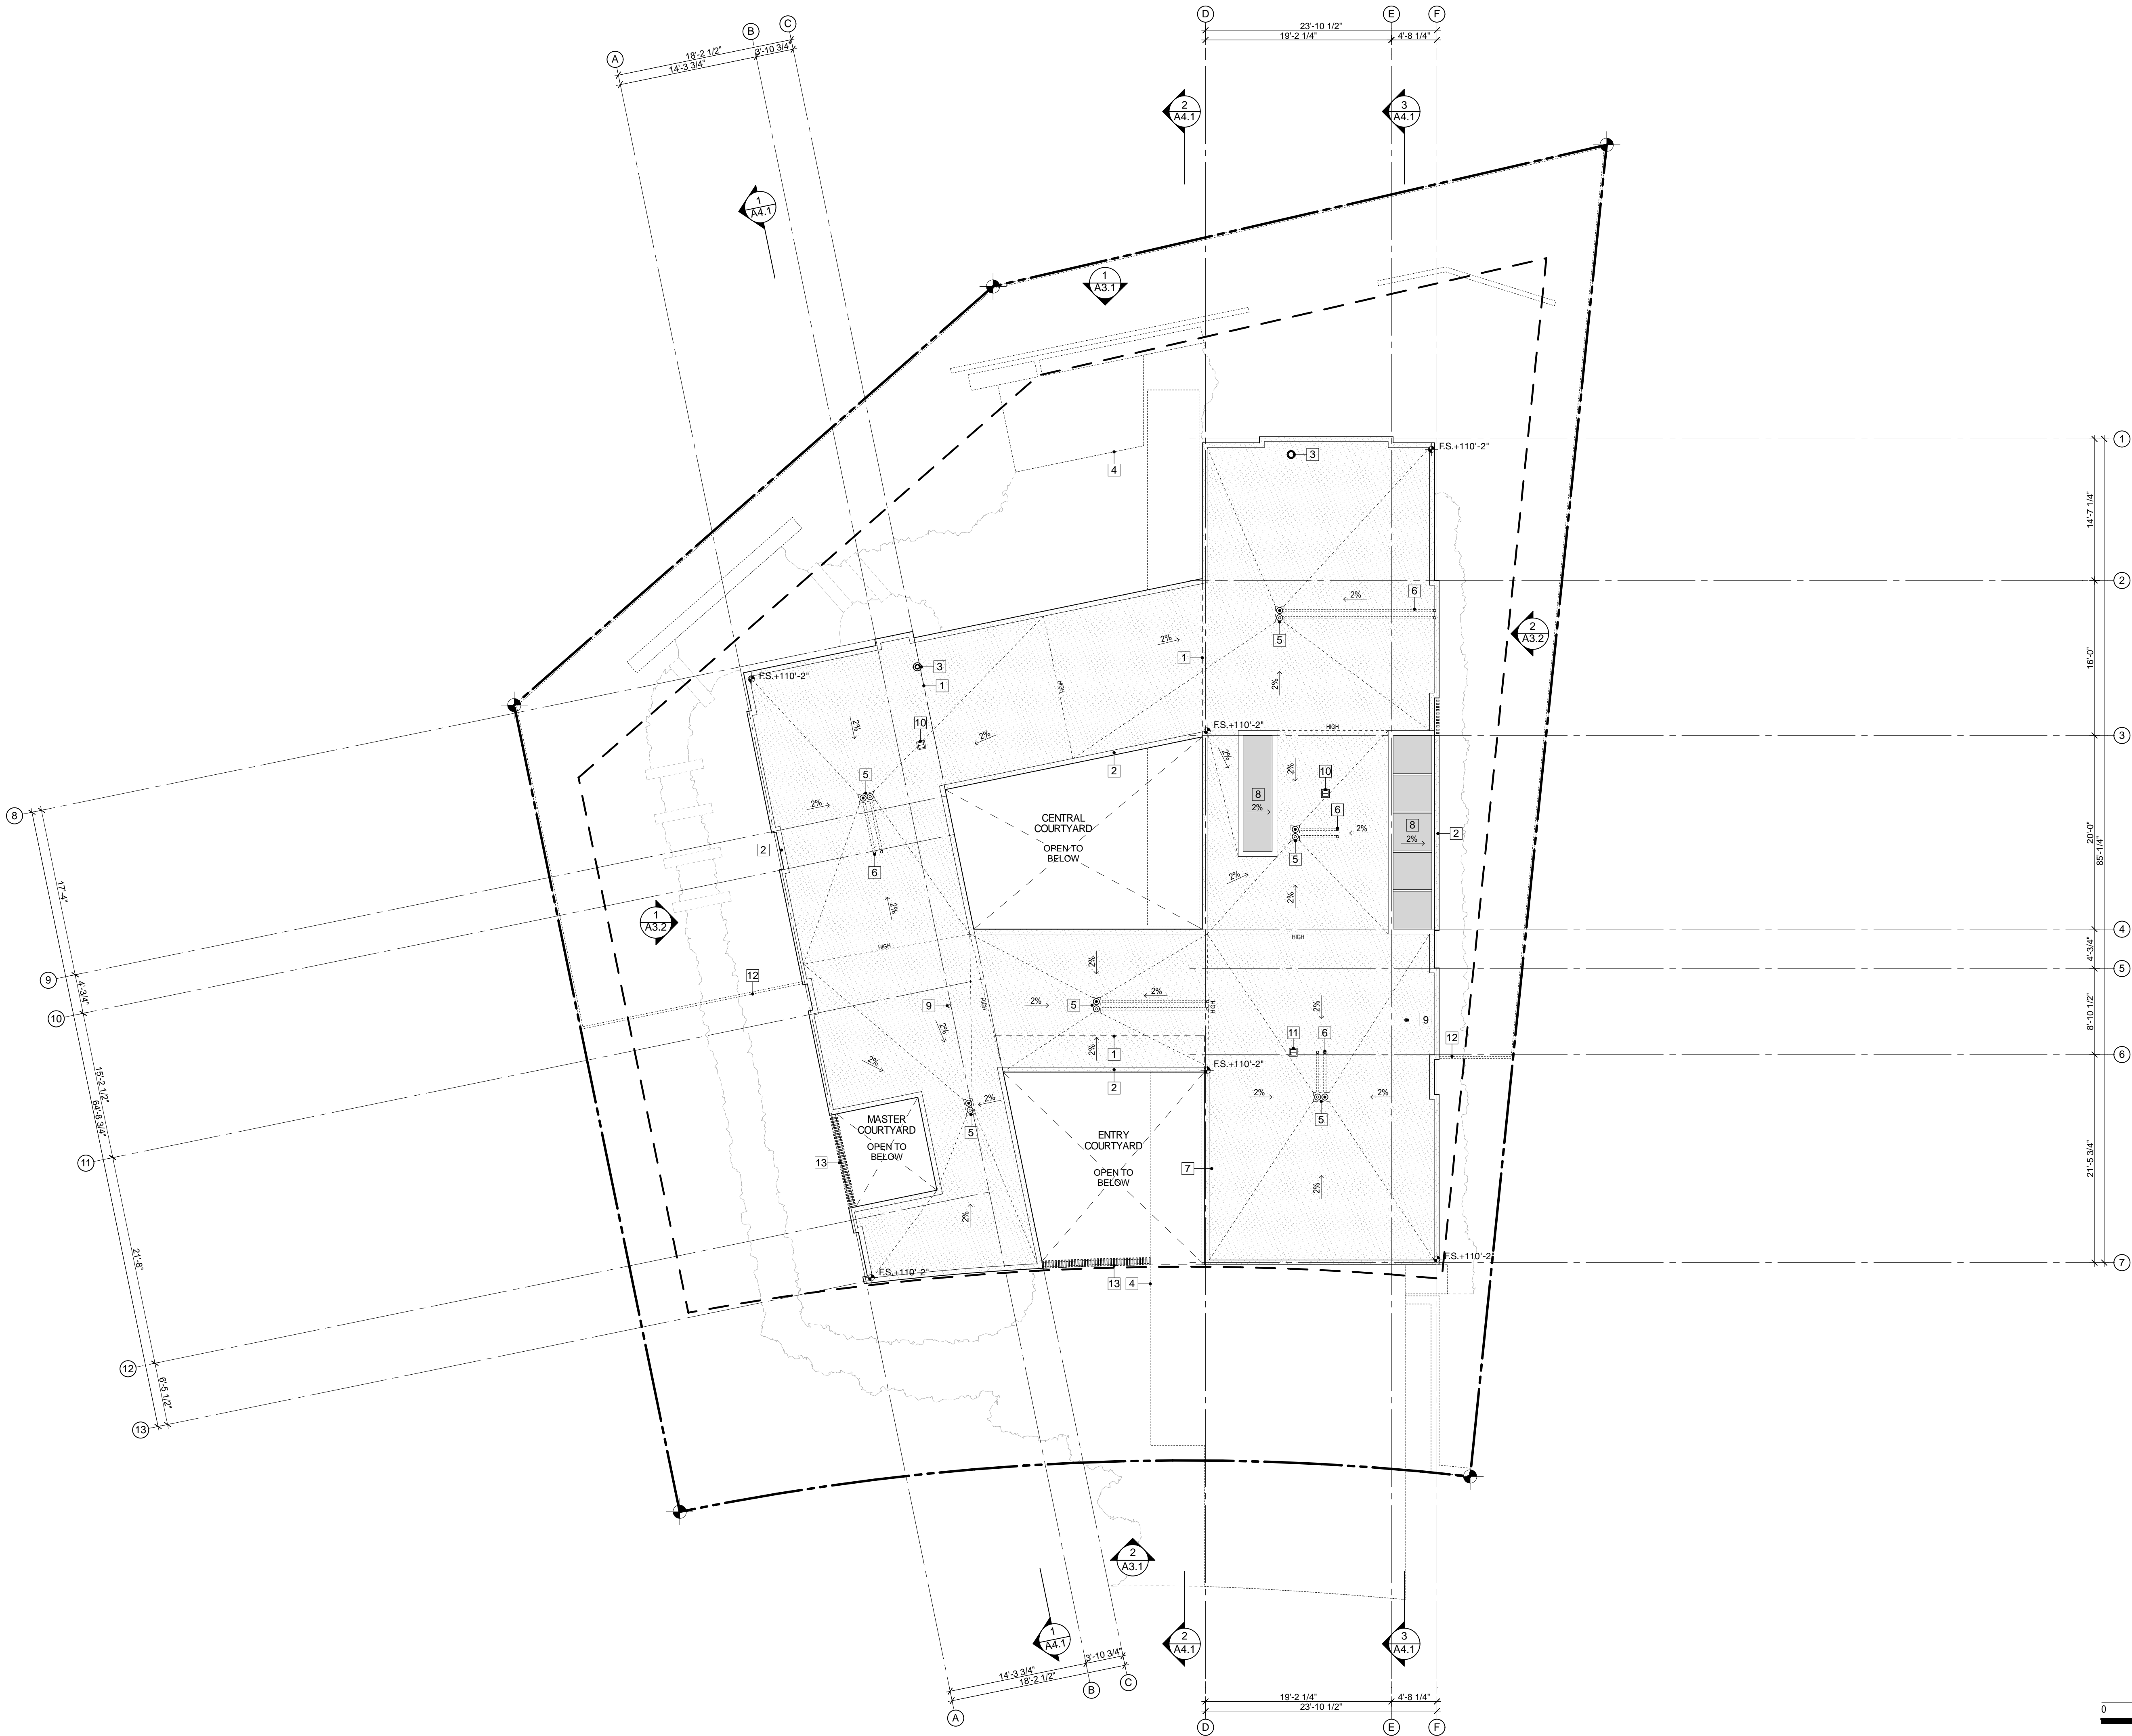 D
E
F
23'-10 1/2"
19'-2 1/4"
4'-8 1/4"
A
B
C
18'-2 1/2"
14'-3 3/4"
3'-10 3/4"
2
A4.1
3
A4.1
1
A4.1
1
A3.1
1
F.S.+110'-2"
3
4
14'-7 1/4"
2
6
2%
5
2
A3.2
2%
1
2%
16'-0"
3
1
F.S.+110'-2"
HIGH
10
2%
2%
F.S.+110'-2"
HIGH
3
2
2%
2%
10
8
2%
6
2%
5
8
2%
2
20'-0"
85'-1/4"
5
2%
8
CENTRAL
COURTYARD
OPEN TO
BELOW
2
6
2%
2%
2%
17'-4"
1
A3.2
HIGH
HIGH
4
4'-3/4"
5
9
12
4'-3/4"
10
9
2%
HIGH
2%
2%
5
2%
HIGH
2%
9
8'-10 1/2"
11
6
12
6
2%
1
2%
2
F.S.+110'-2"
15'-2 1/2"
64'-8 3/4"
2%
2%
2%
5
5
MASTER
COURTYARD
OPEN TO
BELOW
13
ENTRY
COURTYARD
OPEN TO
BELOW
7
2%
21'-5 3/4"
11
2%
21'-8"
F.S.+110'-2"
F.S.+110'-2"
13
4
7
12
6'-5 1/2"
13
2
A3.1
1
A4.1
2
A4.1
3
A4.1
14'-3 3/4"
3'-10 3/4"
18'-2 1/2"
A
B
C
19'-2 1/4"
4'-8 1/4"
23'-10 1/2"
D
E
F
0